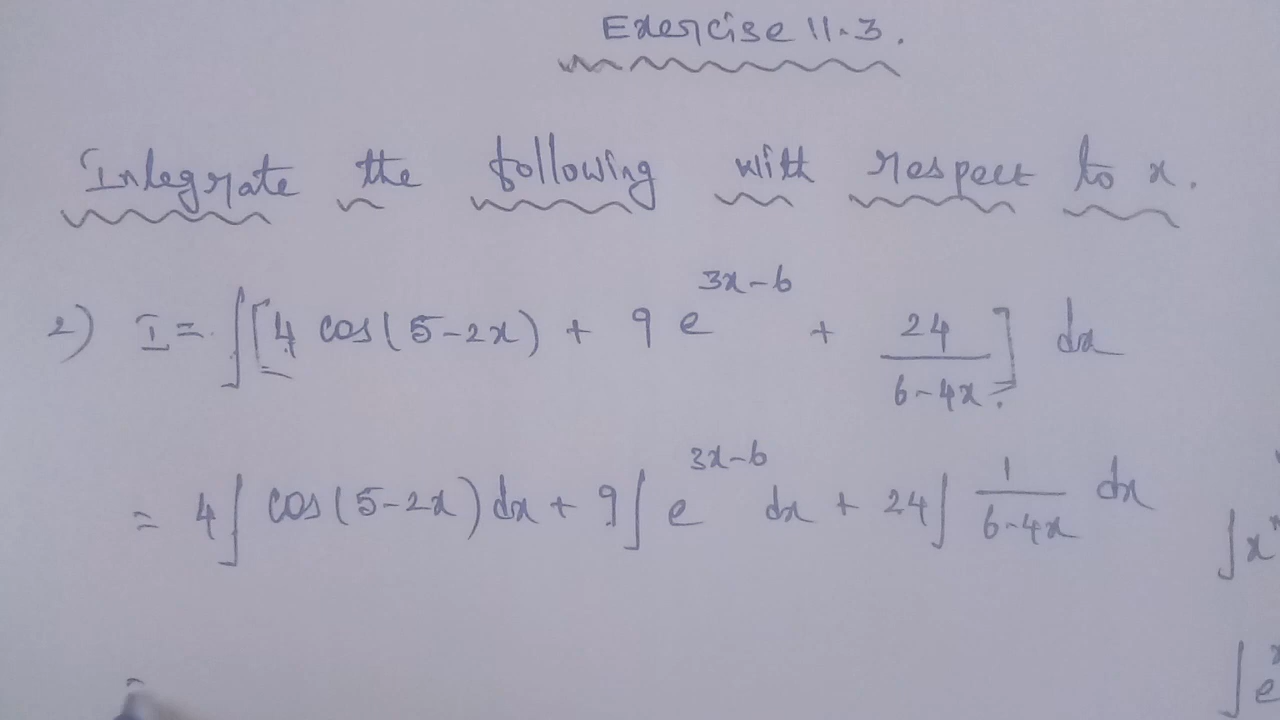 Exercise 11.3.
Integrate the following with respect to x.
2) I = ∫[4 cos(5-2x) + 9 e^{3x-6} + 24/(6-4x)] dx
= 4∫ cos(5-2x) dx + 9∫ e^{3x-6} dx + 24∫ 1/(6-4x) dx
∫x
∫e
=